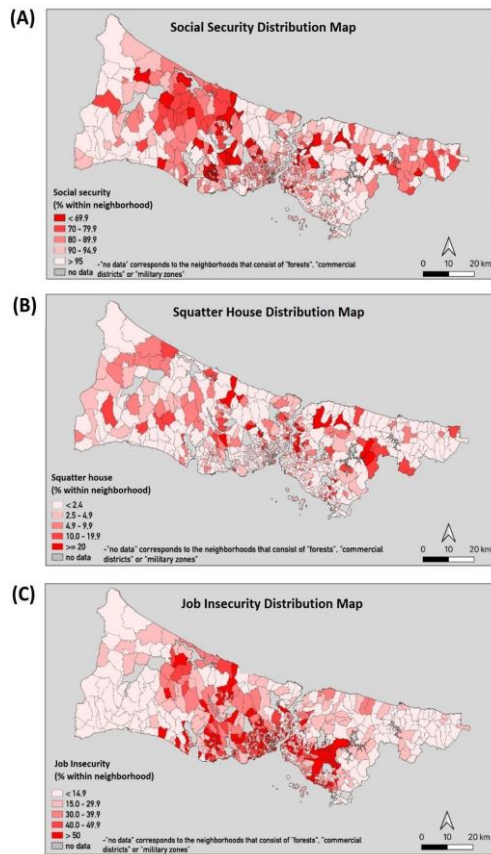 (A)
Social Security Distribution Map
Social security
(% within neighborhood)
< 69.9
70 - 79.9
80 - 89.9
90 - 94.9
> 95
no data
-"no data" corresponds to the neighborhoods that consist of "forests", "commercial
districts" or "military zones"
0 10 20 km
(B)
Squatter House Distribution Map
Squatter house
(% within neighborhood)
< 2.4
2.5 - 4.9
4.9 - 9.9
10.0 - 19.9
>= 20
no data
-"no data" corresponds to the neighborhoods that consist of "forests", "commercial
districts" or "military zones"
0 10 20 km
(C)
Job Insecurity Distribution Map
Job Insecurity
(% within neighborhood)
< 14.9
15.0 - 29.9
30.0 - 39.9
40.0 - 49.9
> 50
no data
-"no data" corresponds to the neighborhoods that consist of "forests", "commercial
districts" or "military zones"
0 10 20 km